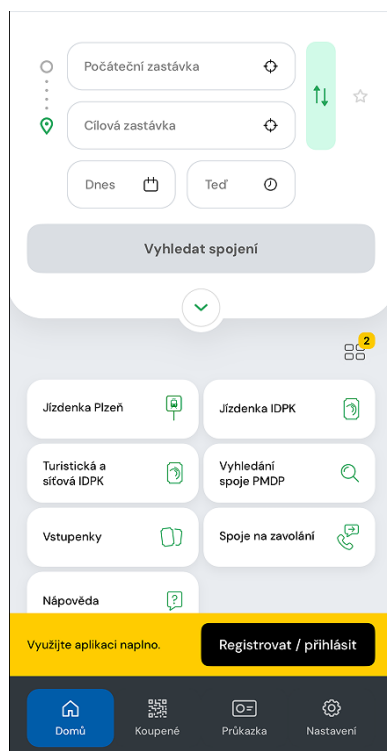 Počáteční zastávka
Cílová zastávka
Dnes
Teď
Vyhledat spojení
2
Jízdenka Plzeň
Jízdenka IDPK
Turistická a
síťová IDPK
Vyhledání
spoje PMDP
Vstupenky
Spoje na zavolání
Nápověda
Využijte aplikaci naplno.
Registrovat / přihlásit
Domů
Koupené
Průkazka
Nastavení